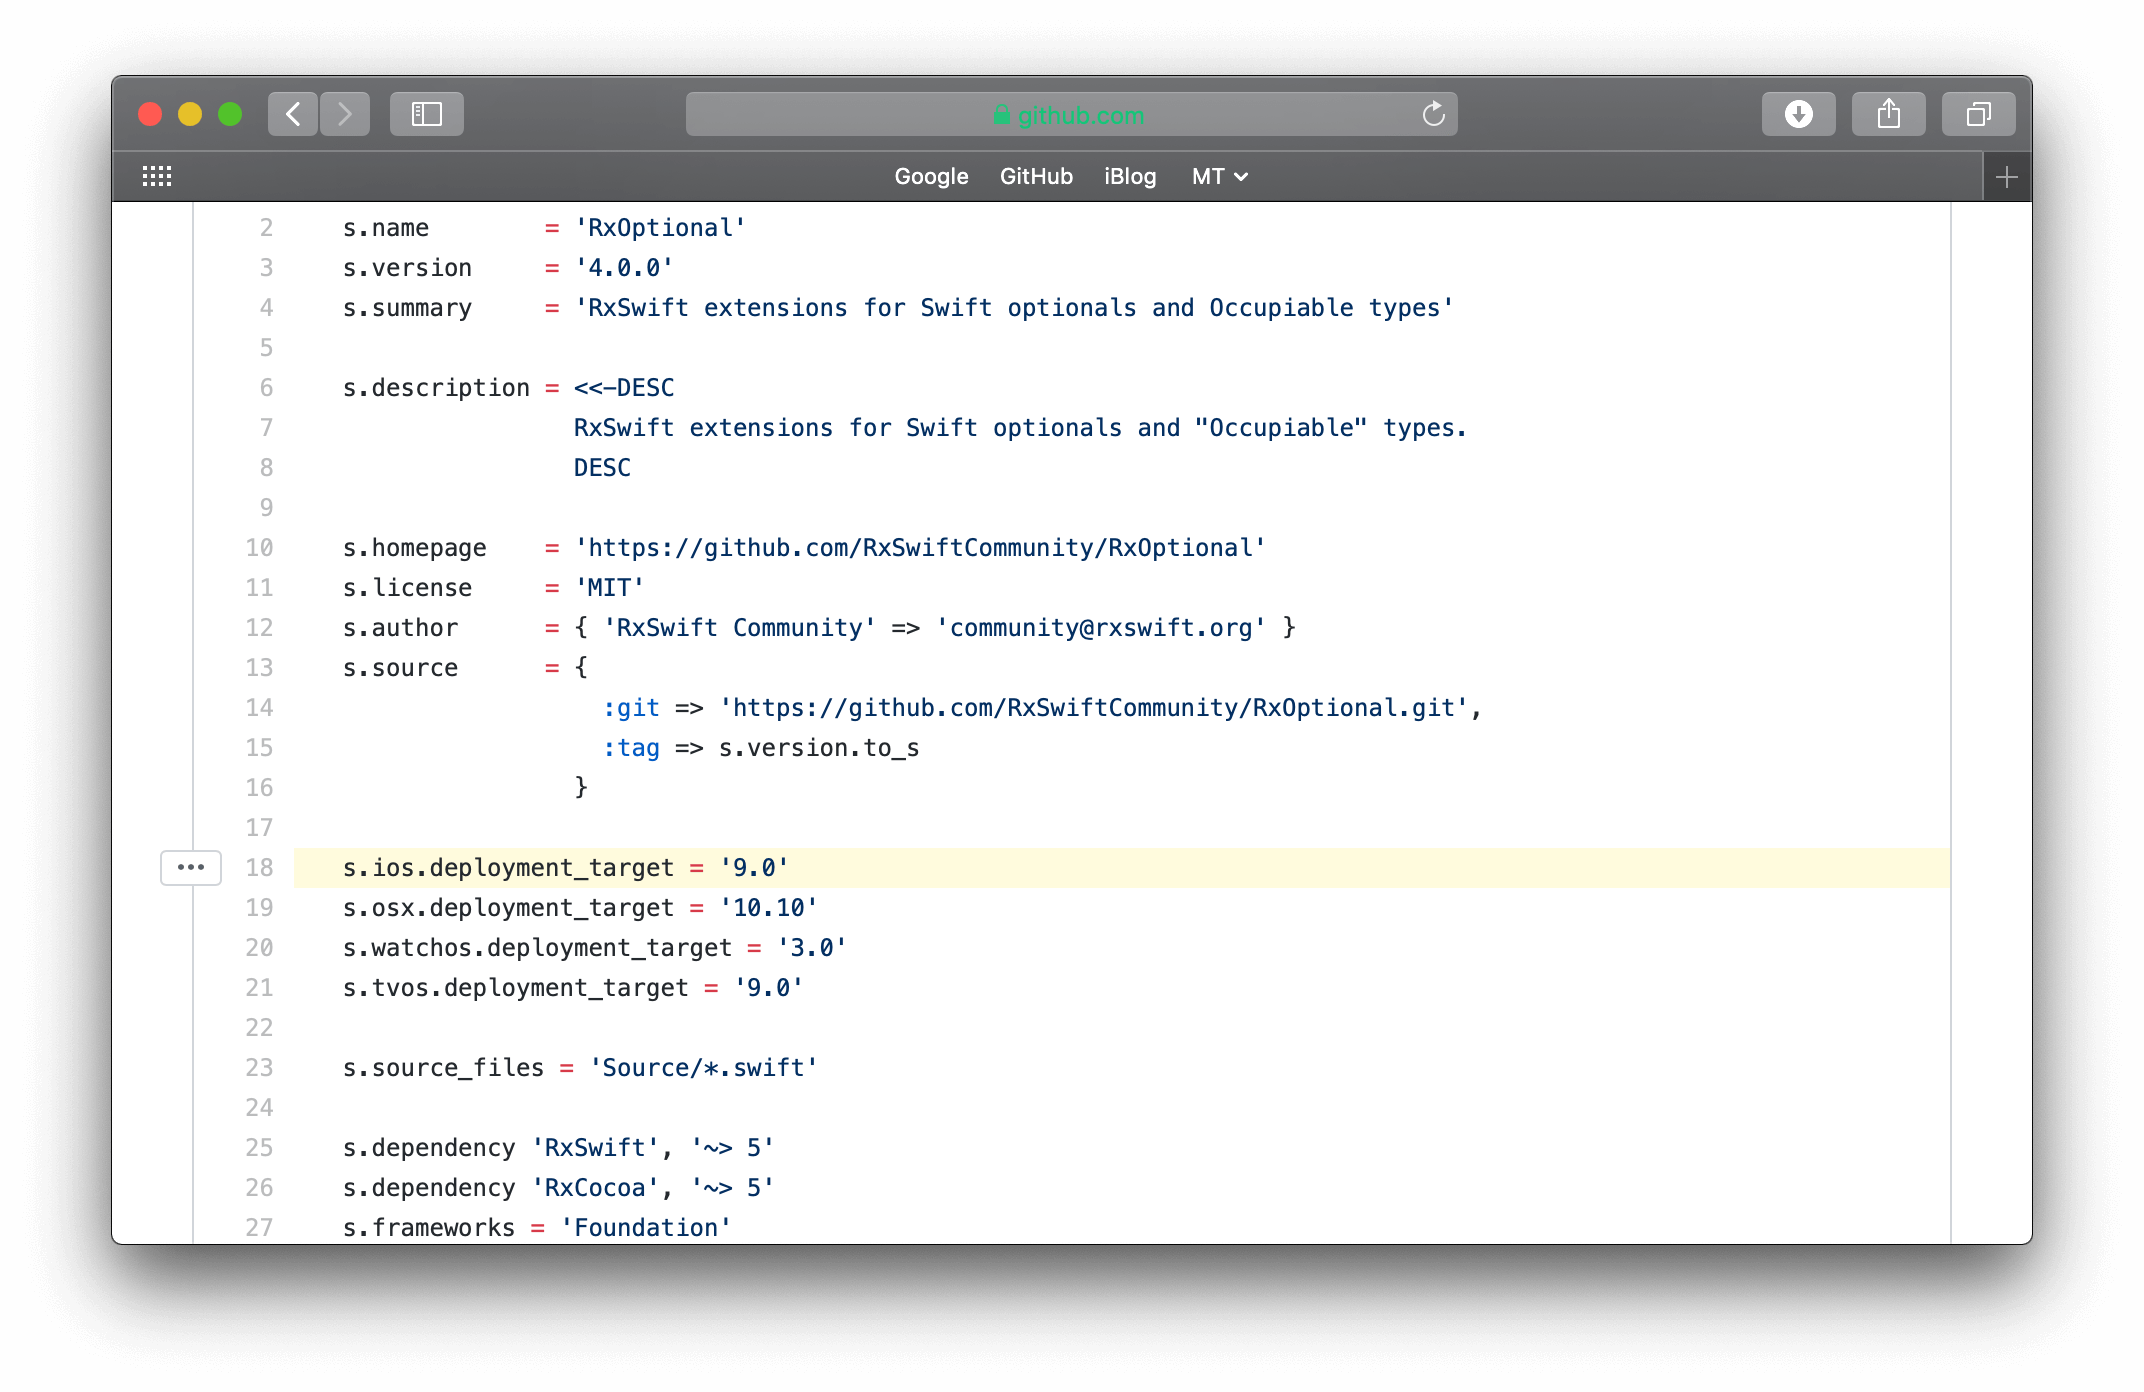 github.com
Google GitHub iBlog MT
2 s.name = 'RxOptional'
3 s.version = '4.0.0'
4 s.summary = 'RxSwift extensions for Swift optionals and Occupiable types'
5
6 s.description = <<-DESC
7 RxSwift extensions for Swift optionals and "Occupiable" types.
8 DESC
9
10 s.homepage = 'https://github.com/RxSwiftCommunity/RxOptional'
11 s.license = 'MIT'
12 s.author = { 'RxSwift Community' => 'community@rxswift.org' }
13 s.source = {
14 :git => 'https://github.com/RxSwiftCommunity/RxOptional.git',
15 :tag => s.version.to_s
16 }
17
18 s.ios.deployment_target = '9.0'
19 s.osx.deployment_target = '10.10'
20 s.watchos.deployment_target = '3.0'
21 s.tvos.deployment_target = '9.0'
22
23 s.source_files = 'Source/*.swift'
24
25 s.dependency 'RxSwift', '~> 5'
26 s.dependency 'RxCocoa', '~> 5'
27 s.frameworks = 'Foundation'